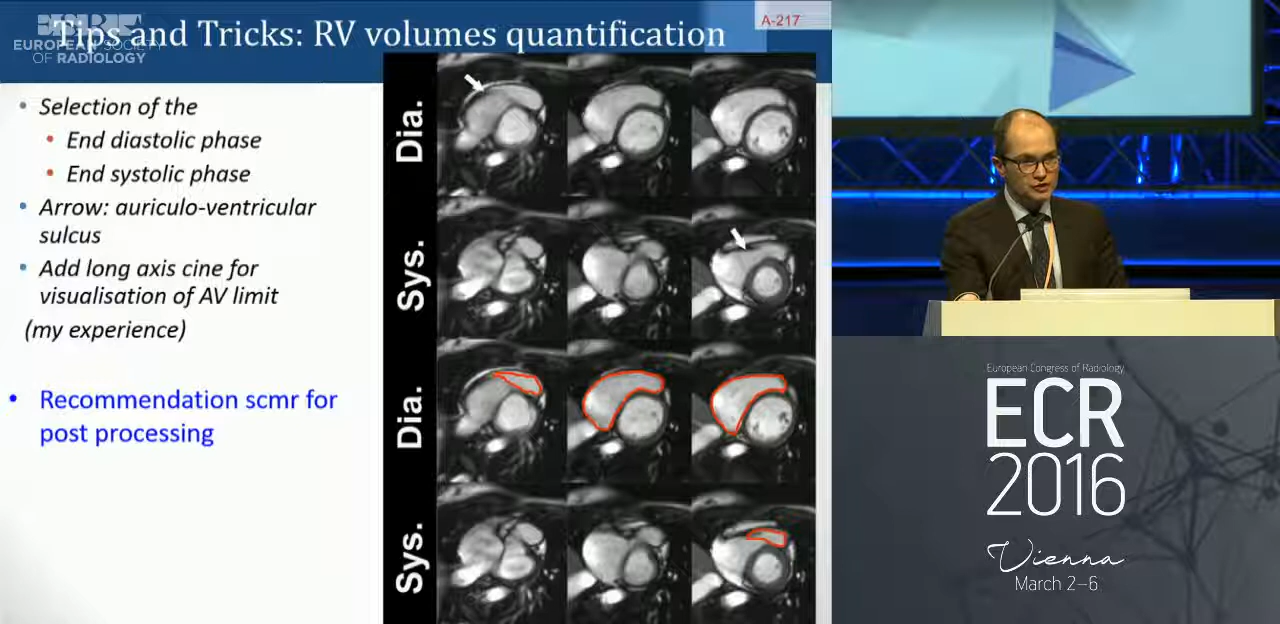 Tips and Tricks: RV volumes quantification
A-217
EUROPEAN SOCIETY
OF RADIOLOGY
• Selection of the
• End diastolic phase
• End systolic phase
• Arrow: auriculo-ventricular
sulcus
• Add long axis cine for
visualisation of AV limit
(my experience)
• Recommendation scmr for
post processing
Dia.
Sys.
Dia.
Sys.
European Congress of Radiology
ECR
2016
Vienna
March 2–6